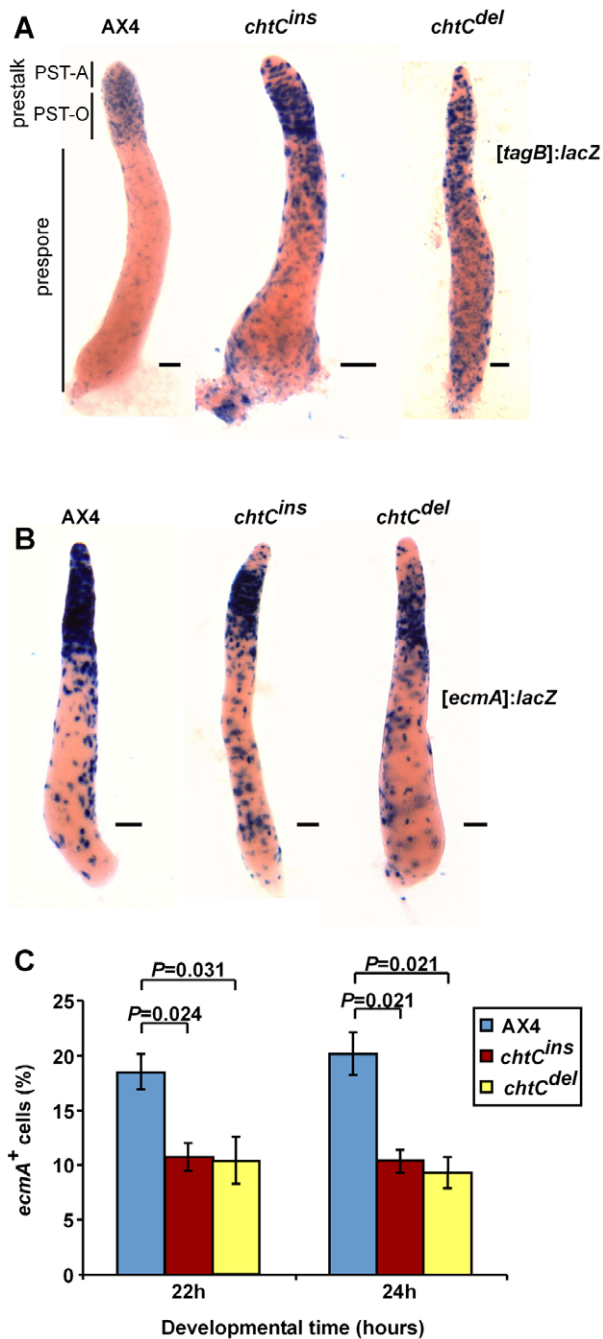 A
AX4
chtC^ins
chtC^del
prestalk
PST-A
PST-O
prespore
[tagB]:lacZ
B
AX4
chtC^ins
chtC^del
[ecmA]:lacZ
C
P=0.031
P=0.024
P=0.021
P=0.021
AX4
chtC^ins
chtC^del
ecmA^+ cells (%)
25
20
15
10
5
0
22h
24h
Developmental time (hours)